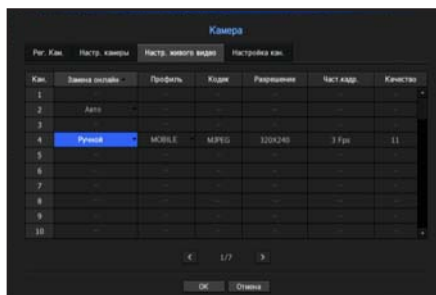 Камера
Рег. Кам. Настр. камеры Настр. живого видео Настройка кан.
Кан. Замена онлайн Профиль Кодек Разрешение Част.кадр. Качество
1
2 Авто
3
4 Ручной MOBILE MJPEG 320X240 3 Fps 11
5
6
7
8
9
10
< 1/7 >
OK Отмена